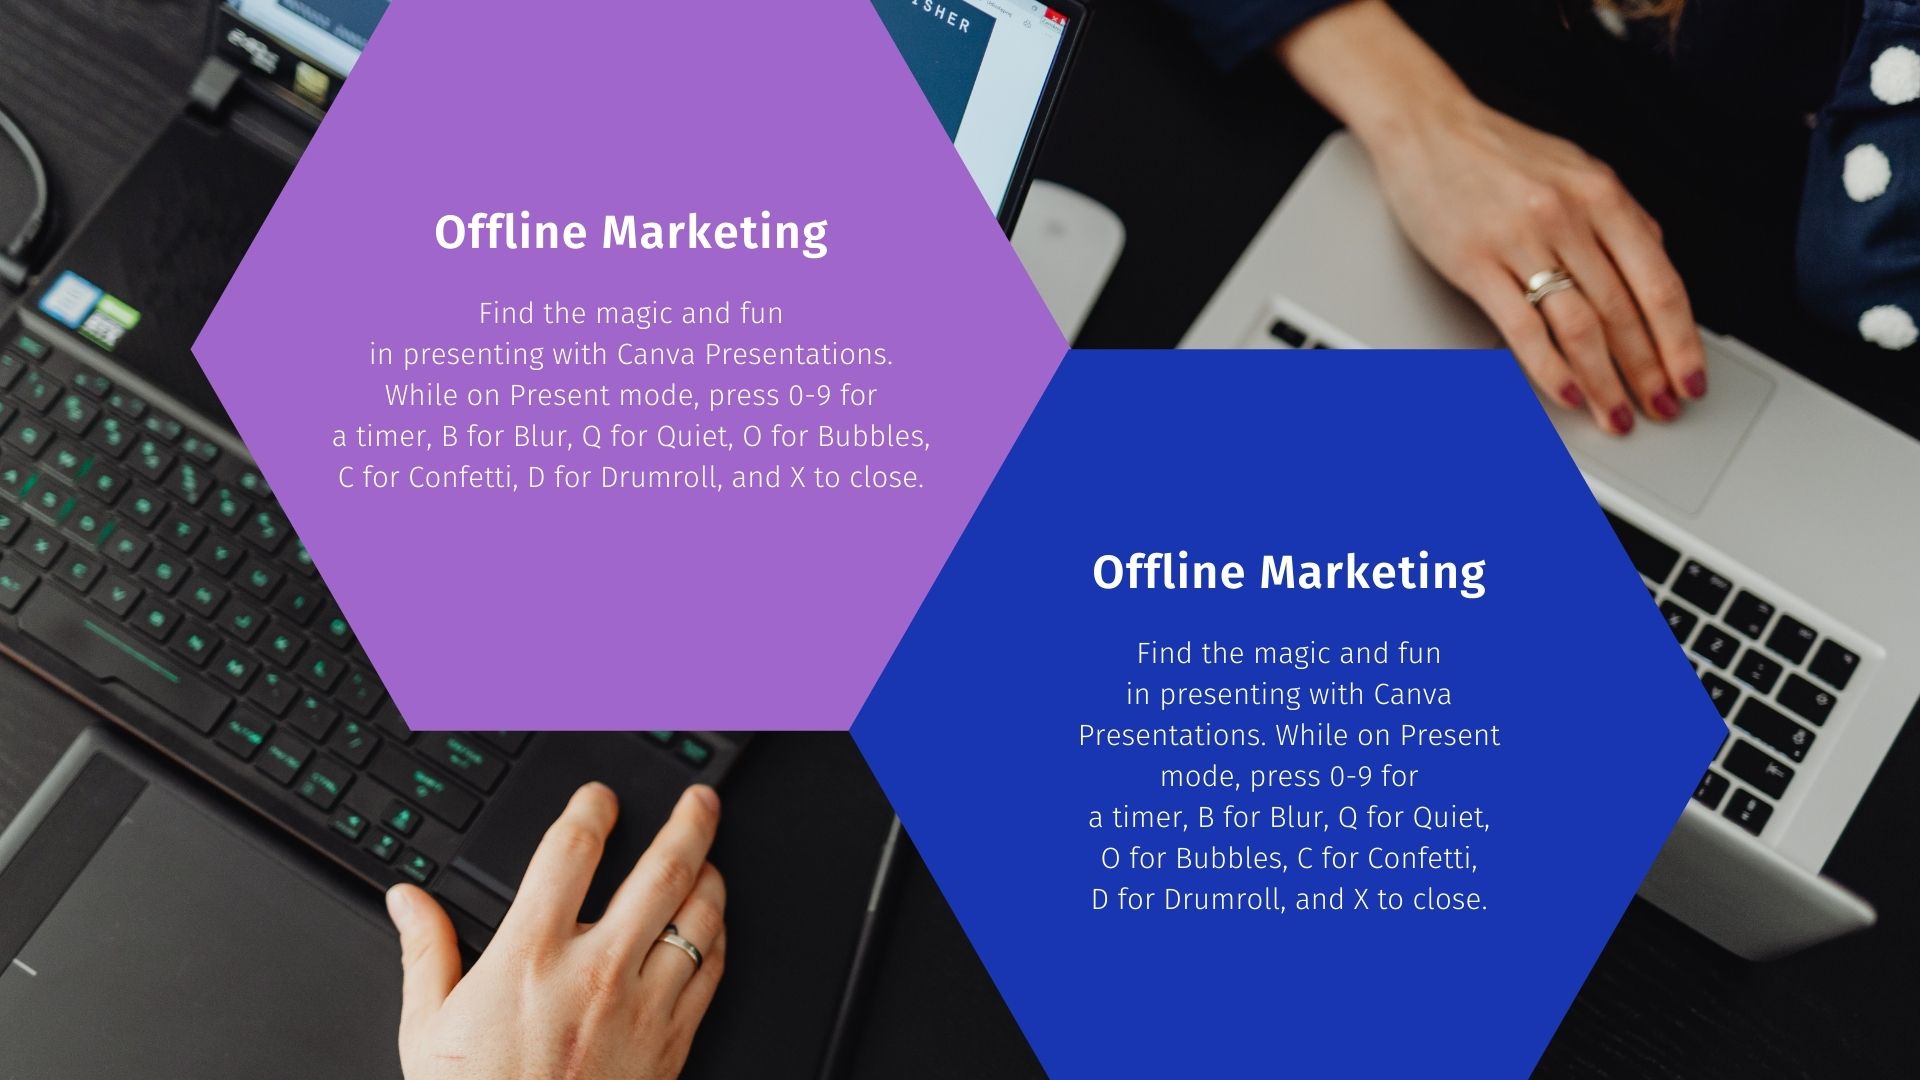 ISHER
Offline Marketing
Find the magic and fun
in presenting with Canva Presentations.
While on Present mode, press 0-9 for
a timer, B for Blur, Q for Quiet, O for Bubbles,
C for Confetti, D for Drumroll, and X to close.
Offline Marketing
Find the magic and fun
in presenting with Canva
Presentations. While on Present
mode, press 0-9 for
a timer, B for Blur, Q for Quiet,
O for Bubbles, C for Confetti,
D for Drumroll, and X to close.